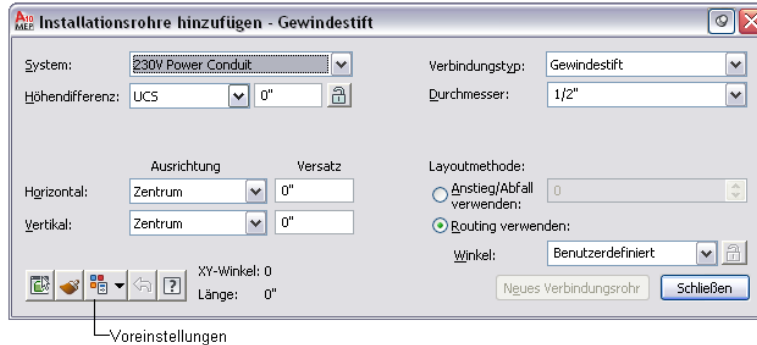 A10 MEP Installationsrohre hinzufügen - Gewindestift
System: 230V Power Conduit
Verbindungstyp: Gewindestift
Höhendifferenz: UCS 0"
Durchmesser: 1/2"
Ausrichtung Versatz
Layoutmethode:
Horizontal: Zentrum 0"
Anstieg/Abfall verwenden: 0
Vertikal: Zentrum 0"
Routing verwenden:
Winkel: Benutzerdefiniert
XY-Winkel: 0
Länge: 0"
Neues Verbindungsrohr Schließen
Voreinstellungen